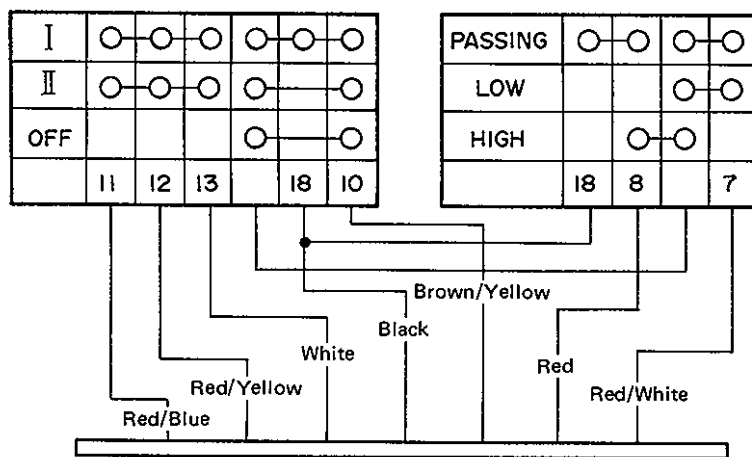 I
II
OFF
11 12 13 18 10
PASSING
LOW
HIGH
18 8 7
Brown/Yellow
Black
White
Red
Red/Yellow
Red/White
Red/Blue